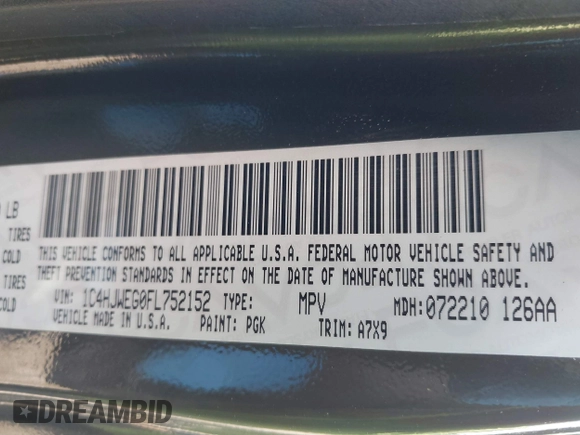 LB
TIRES
COLD
TIRES
COLD
THIS VEHICLE CONFORMS TO ALL APPLICABLE U.S.A. FEDERAL MOTOR VEHICLE SAFETY AND
THEFT PREVENTION STANDARDS IN EFFECT ON THE DATE OF MANUFACTURE SHOWN ABOVE.
VIN: 1C4HJWEG0FL752152 TYPE: MPV MDH: 072210 126AA
VEHICLE MADE IN U.S.A. PAINT: PGK TRIM: A7X9
DREAMBID